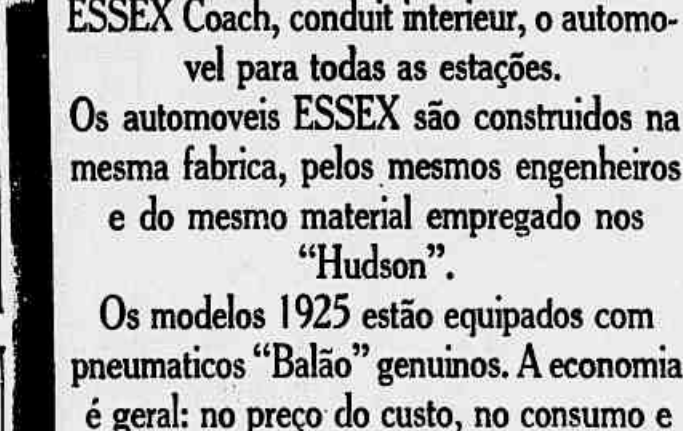 ESSEX Coach, conduit interieur, o automo-
vel para todas as estações.
Os automoveis ESSEX são construidos na
mesma fabrica, pelos mesmos engenheiros
e do mesmo material empregado nos
“Hudson”.
Os modelos 1925 estão equipados com
pneumaticos “Balão” genuinos. A economia
é geral: no preço do custo, no consumo e